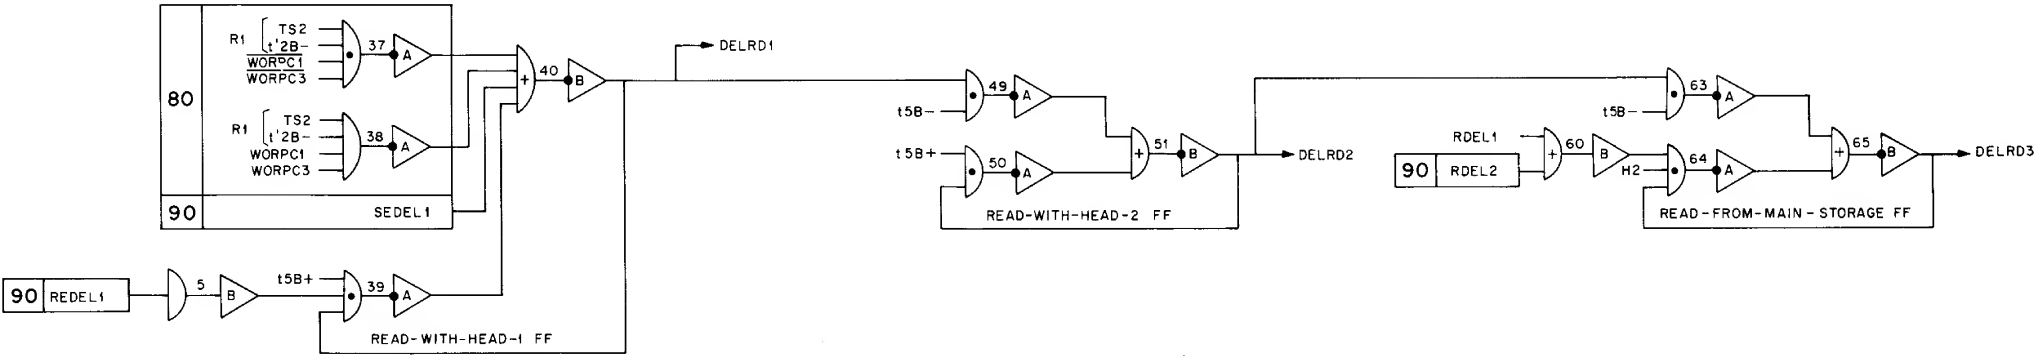 80
R1
TS2
t'2B-
WORPC1
WORPC3
37
A
R1
TS2
t'2B-
WORPC1
WORPC3
38
A
90
SEDEL1
90 REDEL1
5
B
t5B+
39
A
READ-WITH-HEAD-1 FF
+
40
B
DELRD1
t5B-
49
A
t5B+
50
A
+
51
B
DELRD2
READ-WITH-HEAD-2 FF
t5B-
63
A
RDEL1
90 RDEL2
+
60
B
H2
64
A
+
65
B
DELRD3
READ-FROM-MAIN-STORAGE FF